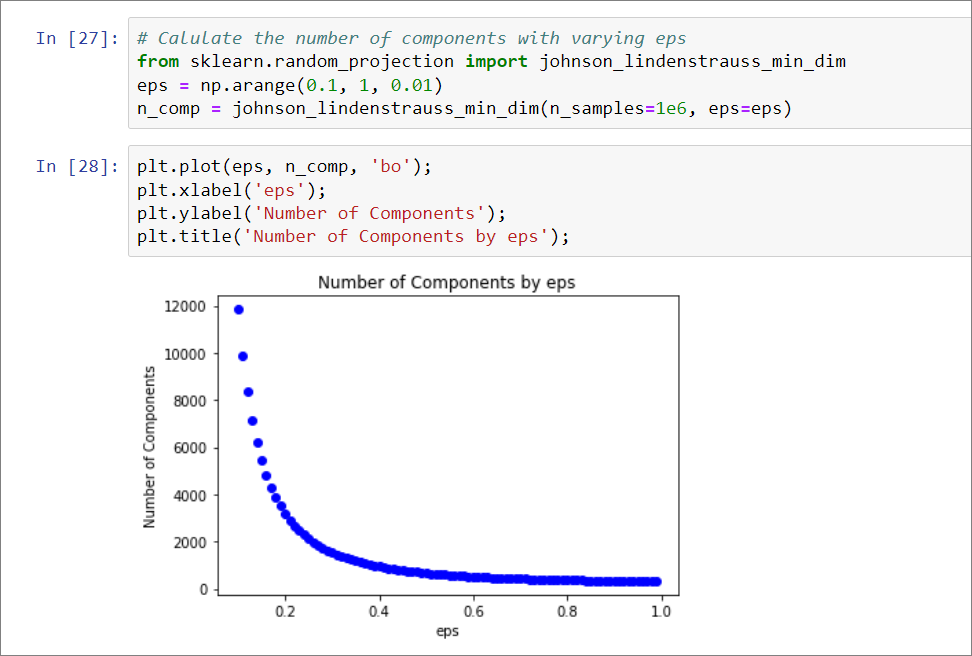 In [27]: # Calulate the number of components with varying eps
from sklearn.random_projection import johnson_lindenstrauss_min_dim
eps = np.arange(0.1, 1, 0.01)
n_comp = johnson_lindenstrauss_min_dim(n_samples=1e6, eps=eps)
In [28]: plt.plot(eps, n_comp, 'bo');
plt.xlabel('eps');
plt.ylabel('Number of Components');
plt.title('Number of Components by eps');
Number of Components by eps
12000
10000
8000
6000
4000
2000
0
Number of Components
0.2 0.4 0.6 0.8 1.0
eps